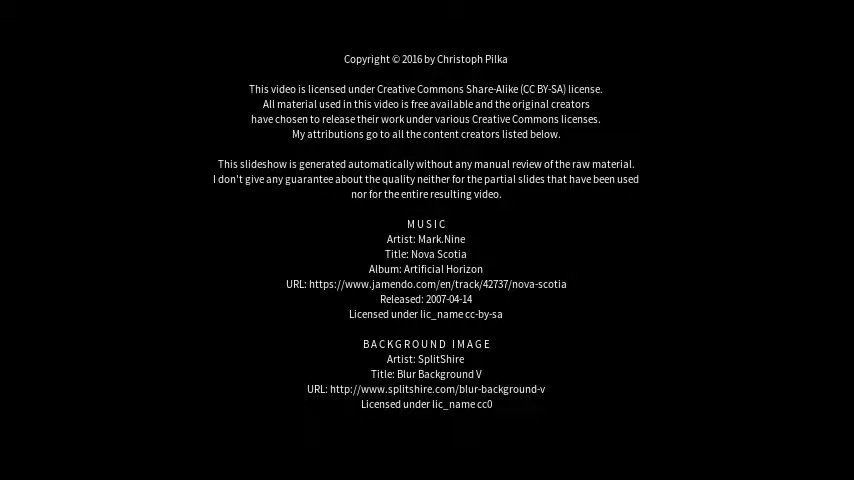 Copyright © 2016 by Christoph Pilka
This video is licensed under Creative Commons Share-Alike (CC BY-SA) license.
All material used in this video is free available and the original creators
have chosen to release their work under various Creative Commons licenses.
My attributions go to all the content creators listed below.
This slideshow is generated automatically without any manual review of the raw material.
I don't give any guarantee about the quality neither for the partial slides that have been used
nor for the entire resulting video.
MUSIC
Artist: Mark.Nine
Title: Nova Scotia
Album: Artificial Horizon
URL: https://www.jamendo.com/en/track/42737/nova-scotia
Released: 2007-04-14
Licensed under lic_name cc-by-sa
BACKGROUND IMAGE
Artist: SplitShire
Title: Blur Background V
URL: http://www.splitshire.com/blur-background-v
Licensed under lic_name cc0